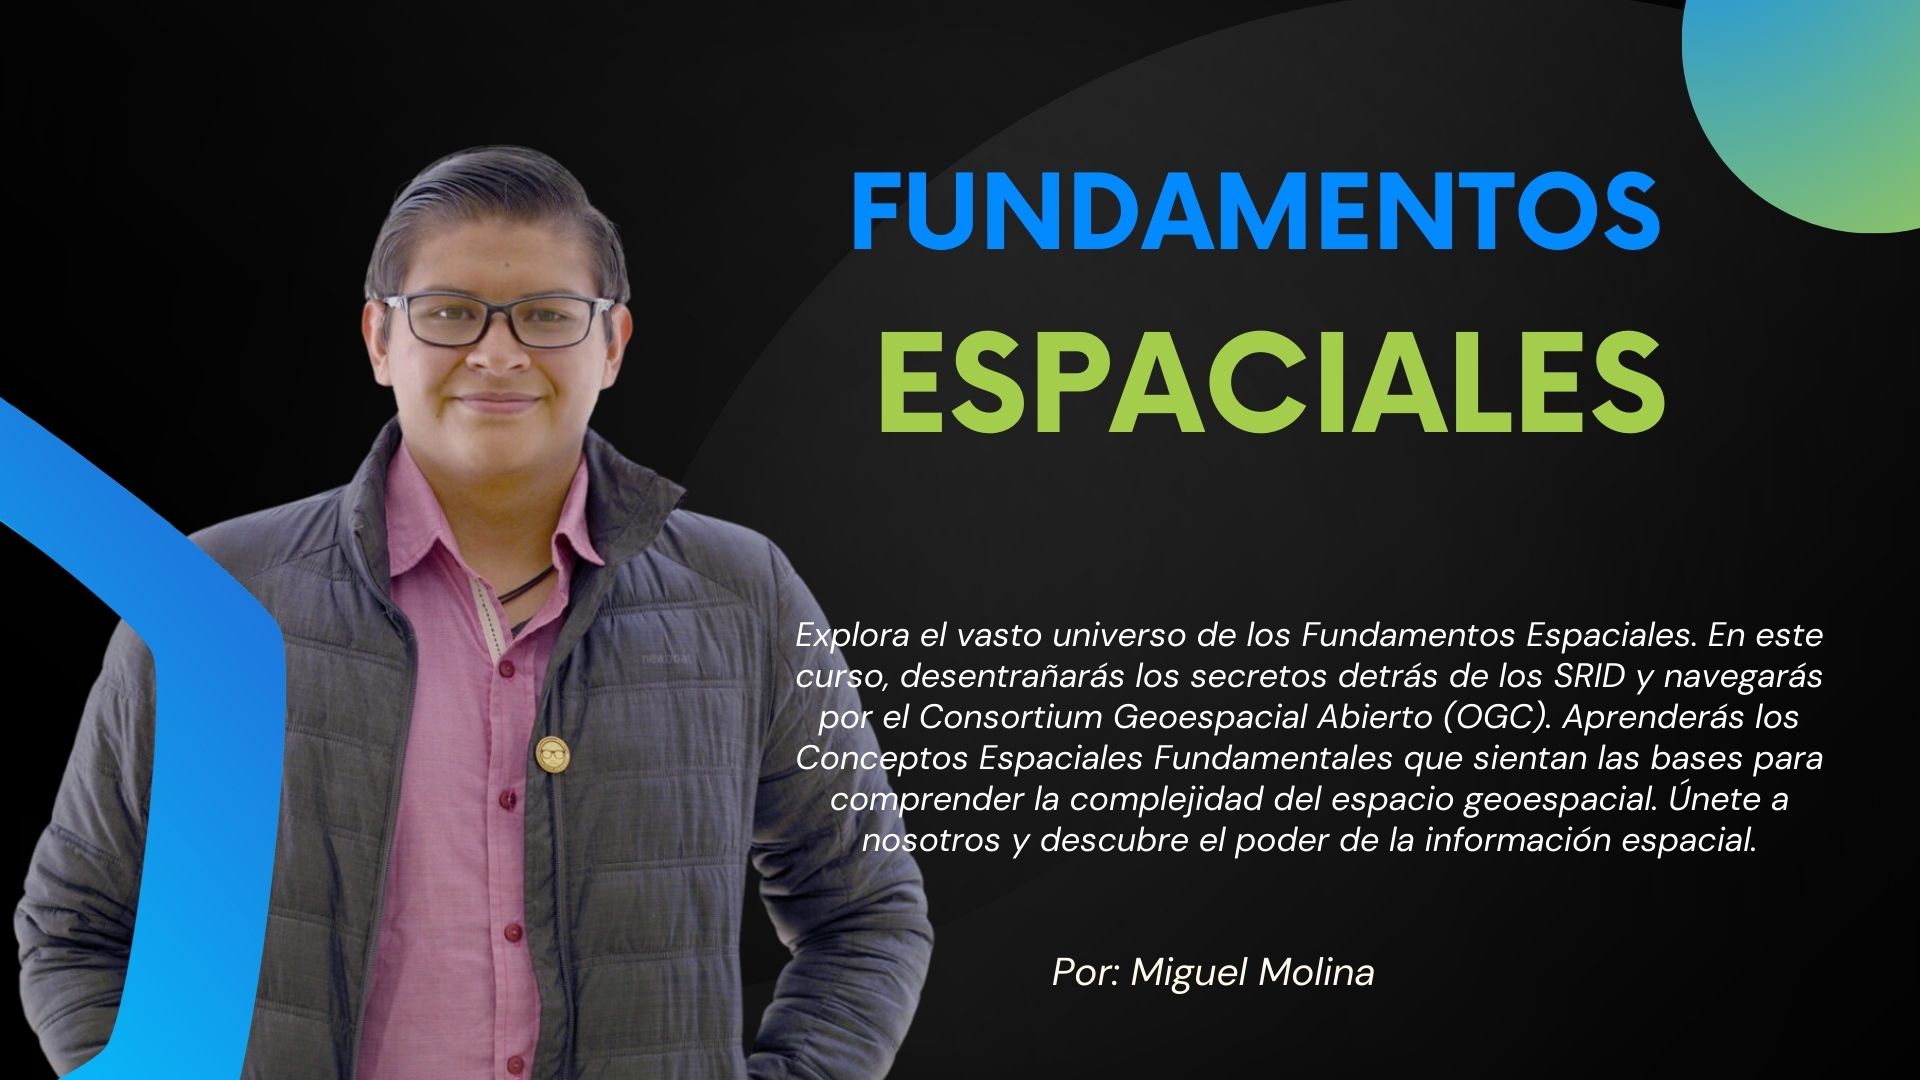 FUNDAMENTOS
ESPACIALES
Explora el vasto universo de los Fundamentos Espaciales. En este
curso, desentrañarás los secretos detrás de los SRID y navegarás
por el Consortium Geoespacial Abierto (OGC). Aprenderás los
Conceptos Espaciales Fundamentales que sientan las bases para
comprender la complejidad del espacio geoespacial. Únete a
nosotros y descubre el poder de la información espacial.
Por: Miguel Molina